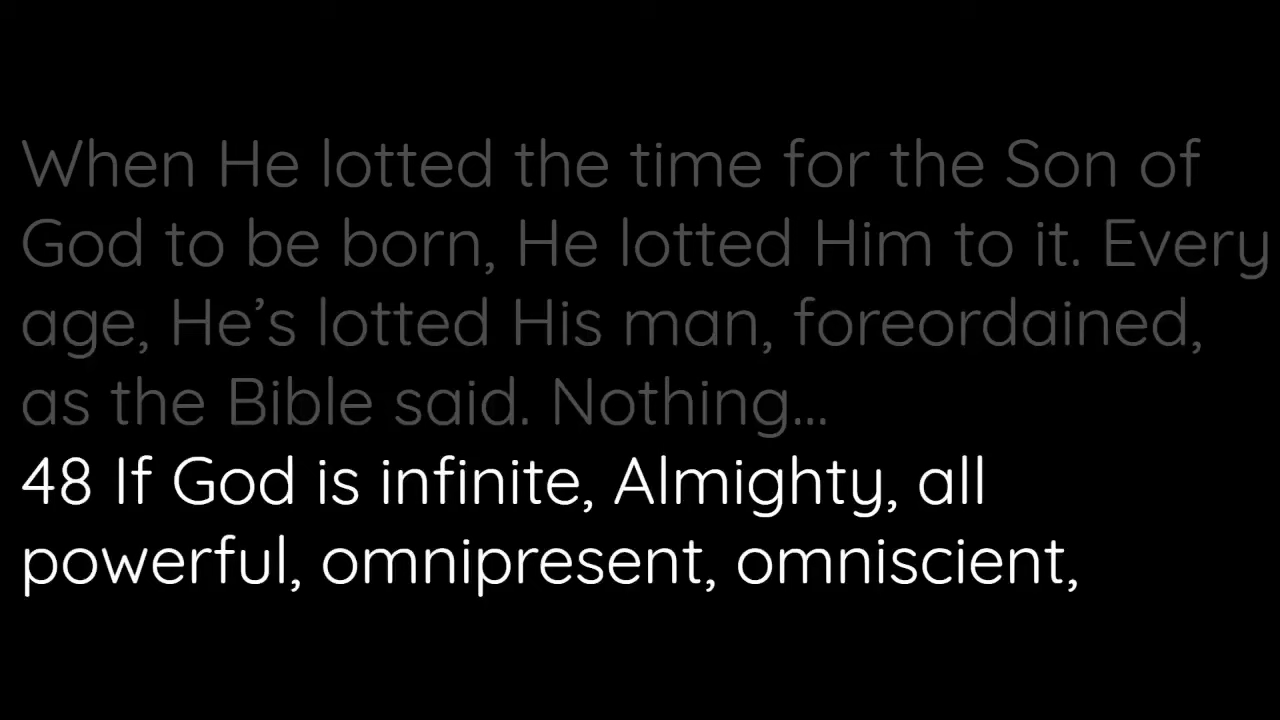 When He lotted the time for the Son of
God to be born, He lotted Him to it. Every
age, He’s lotted His man, foreordained,
as the Bible said. Nothing...
48 If God is infinite, Almighty, all
powerful, omnipresent, omniscient,